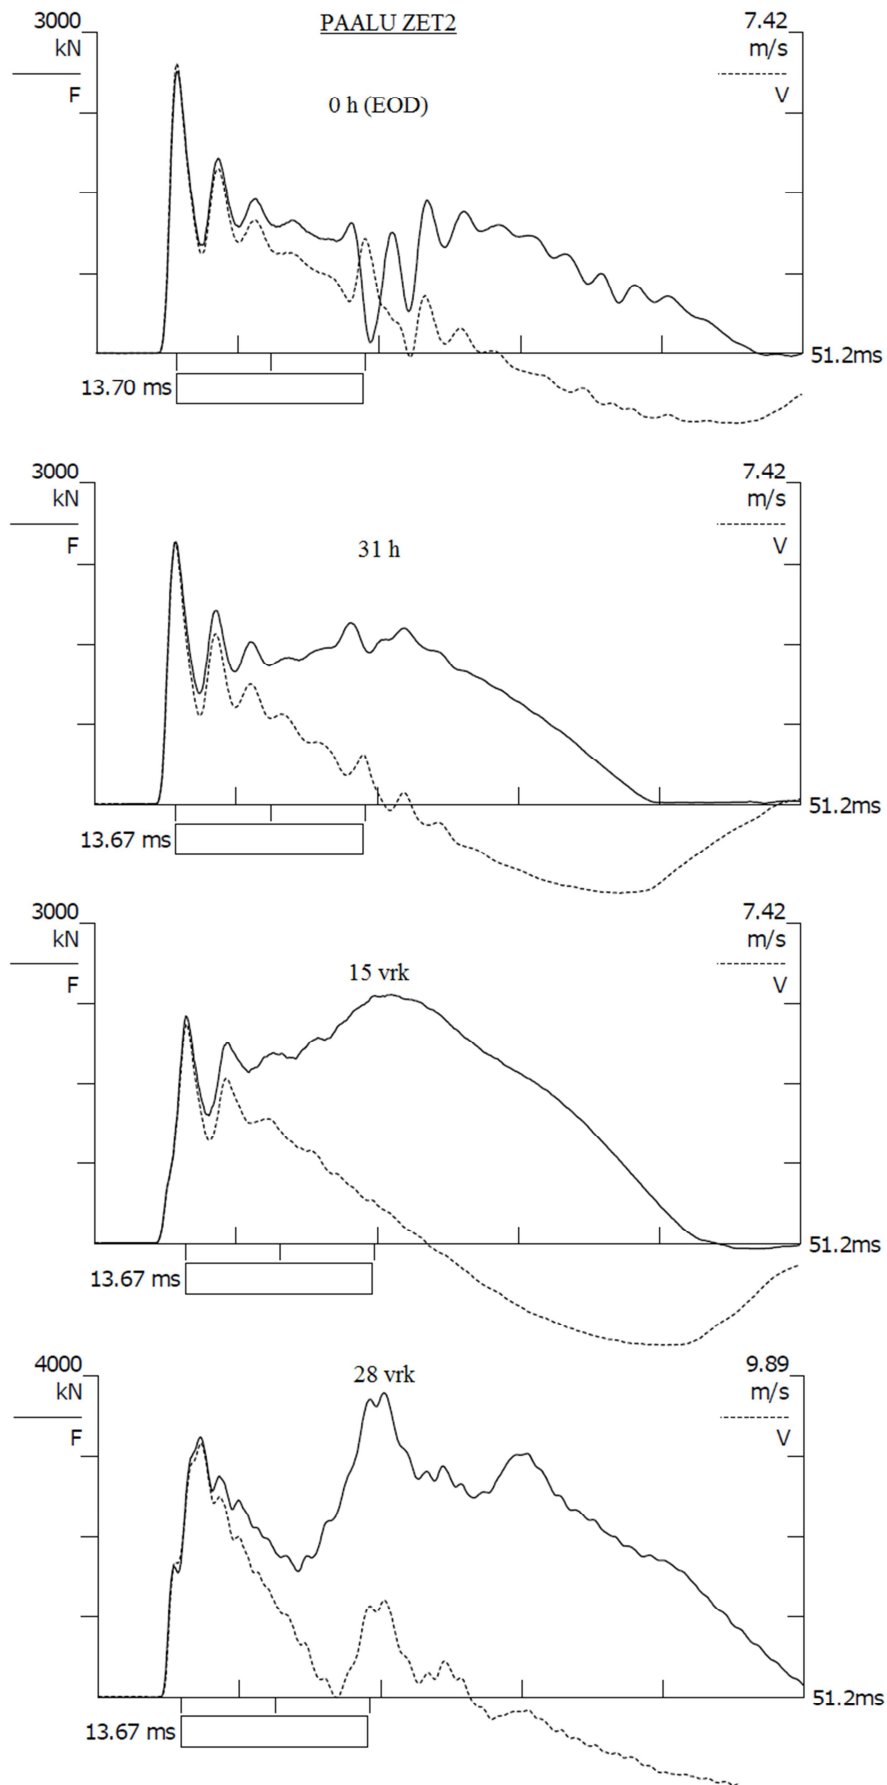 PAALU ZET2
3000
kN
F
7.42
m/s
V
0 h (EOD)
51.2ms
13.70 ms
3000
kN
F
7.42
m/s
V
31 h
51.2ms
13.67 ms
3000
kN
F
7.42
m/s
V
15 vrk
51.2ms
13.67 ms
4000
kN
F
9.89
m/s
V
28 vrk
51.2ms
13.67 ms